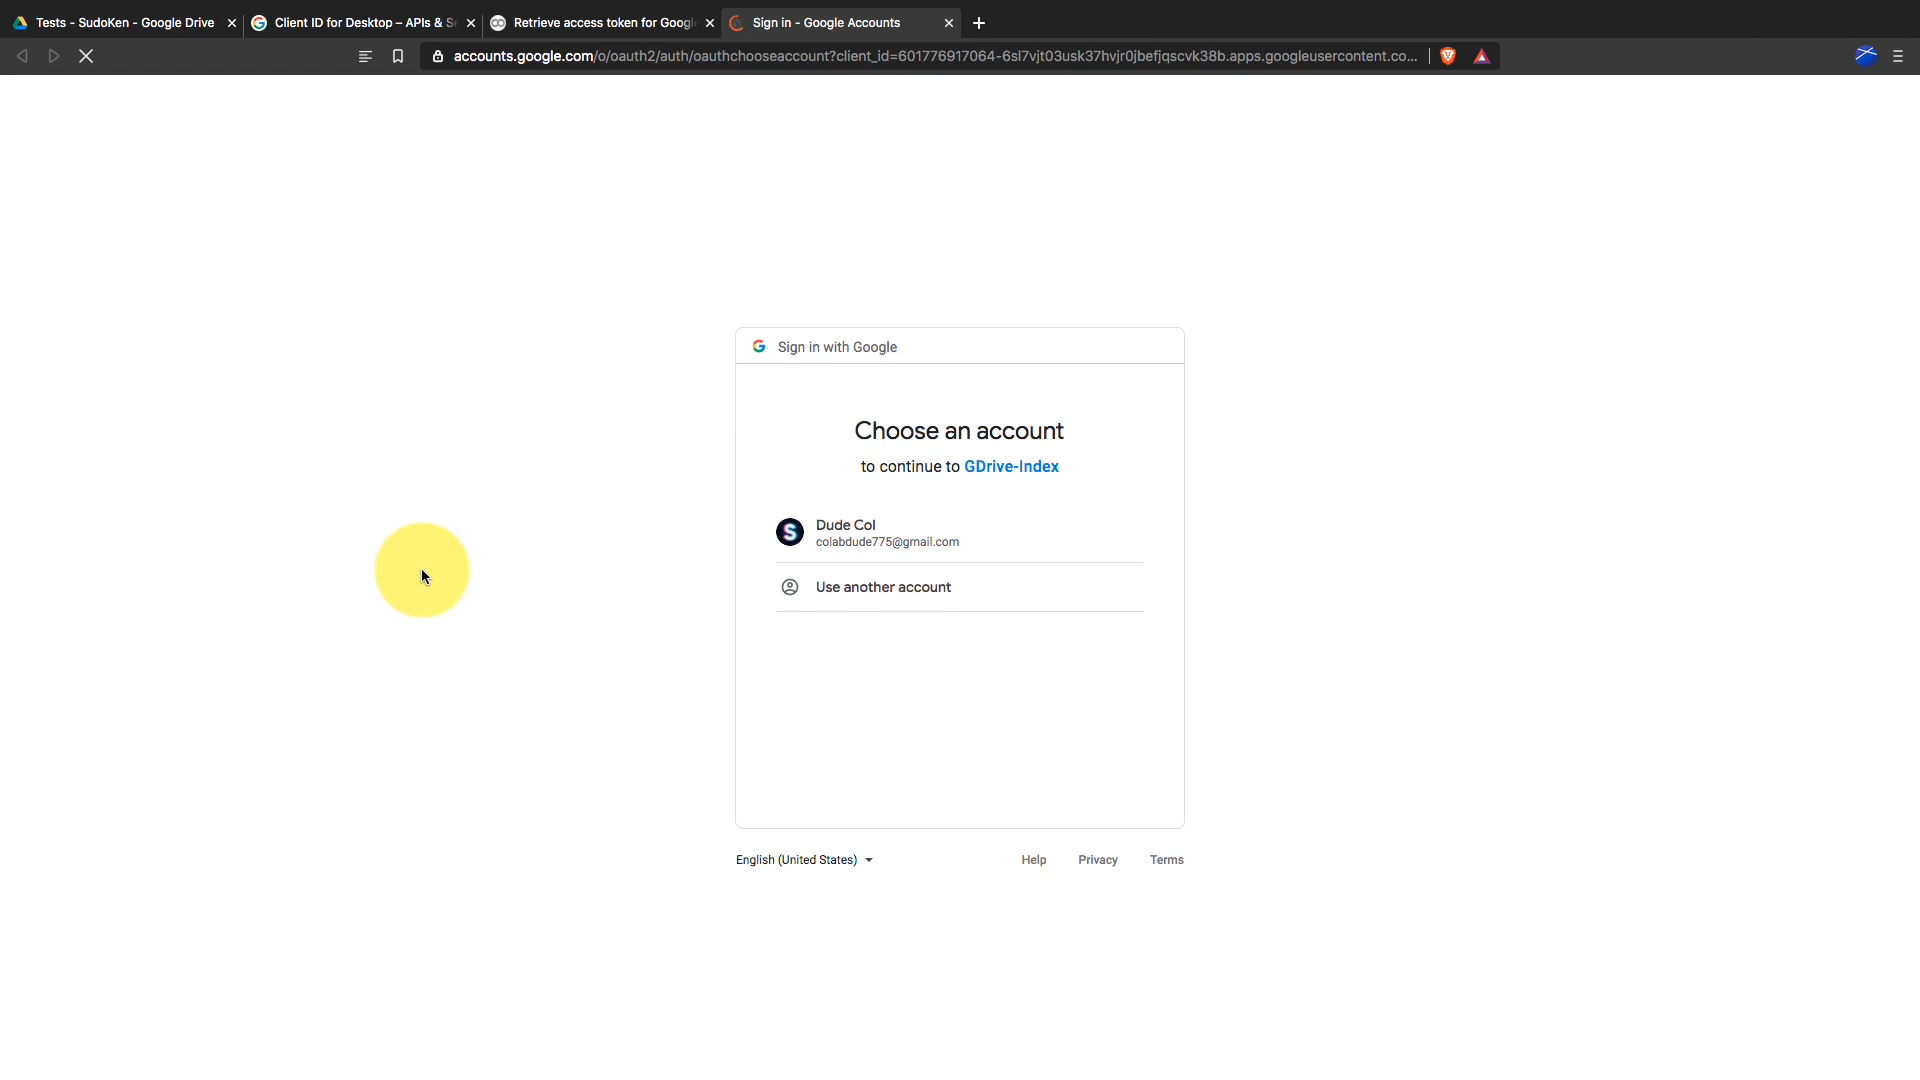 Tests - SudoKen - Google Drive
Client ID for Desktop – APIs & Se
Retrieve access token for Googl
Sign in - Google Accounts
accounts.google.com/o/oauth2/auth/oauthchooseaccount?client_id=601776917064-6sl7vjt03usk37hvjr0jbefjqscvk38b.apps.googleusercontent.co...
Sign in with Google
Choose an account
to continue to GDrive-Index
S
Dude Col
colabdude775@gmail.com
Use another account
English (United States)
Help
Privacy
Terms